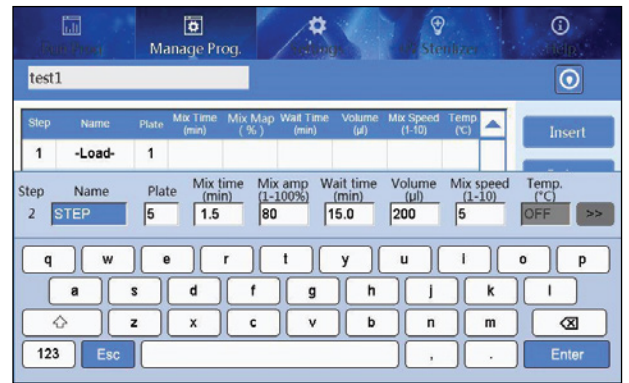 Run Prog. Manage Prog. Settings UV Sterilizer Help
test1
Step Name Plate Mix Time (min) Mix Map (%) Wait Time (min) Volume (μl) Mix Speed (1-10) Temp (℃) Insert
1 -Load- 1
Step Name Plate Mix time (min) Mix amp (1-100%) Wait time (min) Volume (μl) Mix speed (1-10) Temp. (°C)
2 STEP 5 1.5 80 15.0 200 5 OFF >>
q w e r t y u i o p
a s d f g h j k l
z x c v b n m
123 Esc , . Enter